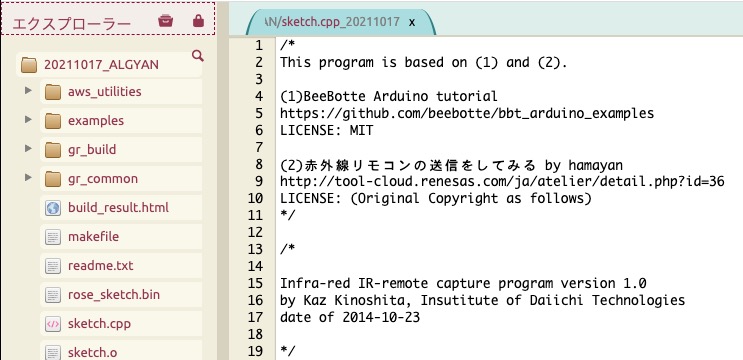 エクスプローラー
20211017_ALGYAN
aws_utilities
examples
gr_build
gr_common
build_result.html
makefile
readme.txt
rose_sketch.bin
sketch.cpp
sketch.o
AN/sketch.cpp_20211017 x
1 /*
2 This program is based on (1) and (2).
3
4 (1)BeeBotte Arduino tutorial
5 https://github.com/beebotte/bbt_arduino_examples
6 LICENSE: MIT
7
8 (2)赤外線リモコンの送信をしてみる by hamayan
9 http://tool-cloud.renesas.com/ja/atelier/detail.php?id=36
10 LICENSE: (Original Copyright as follows)
11 */
12
13 /*
14
15 Infra-red IR-remote capture program version 1.0
16 by Kaz Kinoshita, Insutitute of Daiichi Technologies
17 date of 2014-10-23
18
19 */